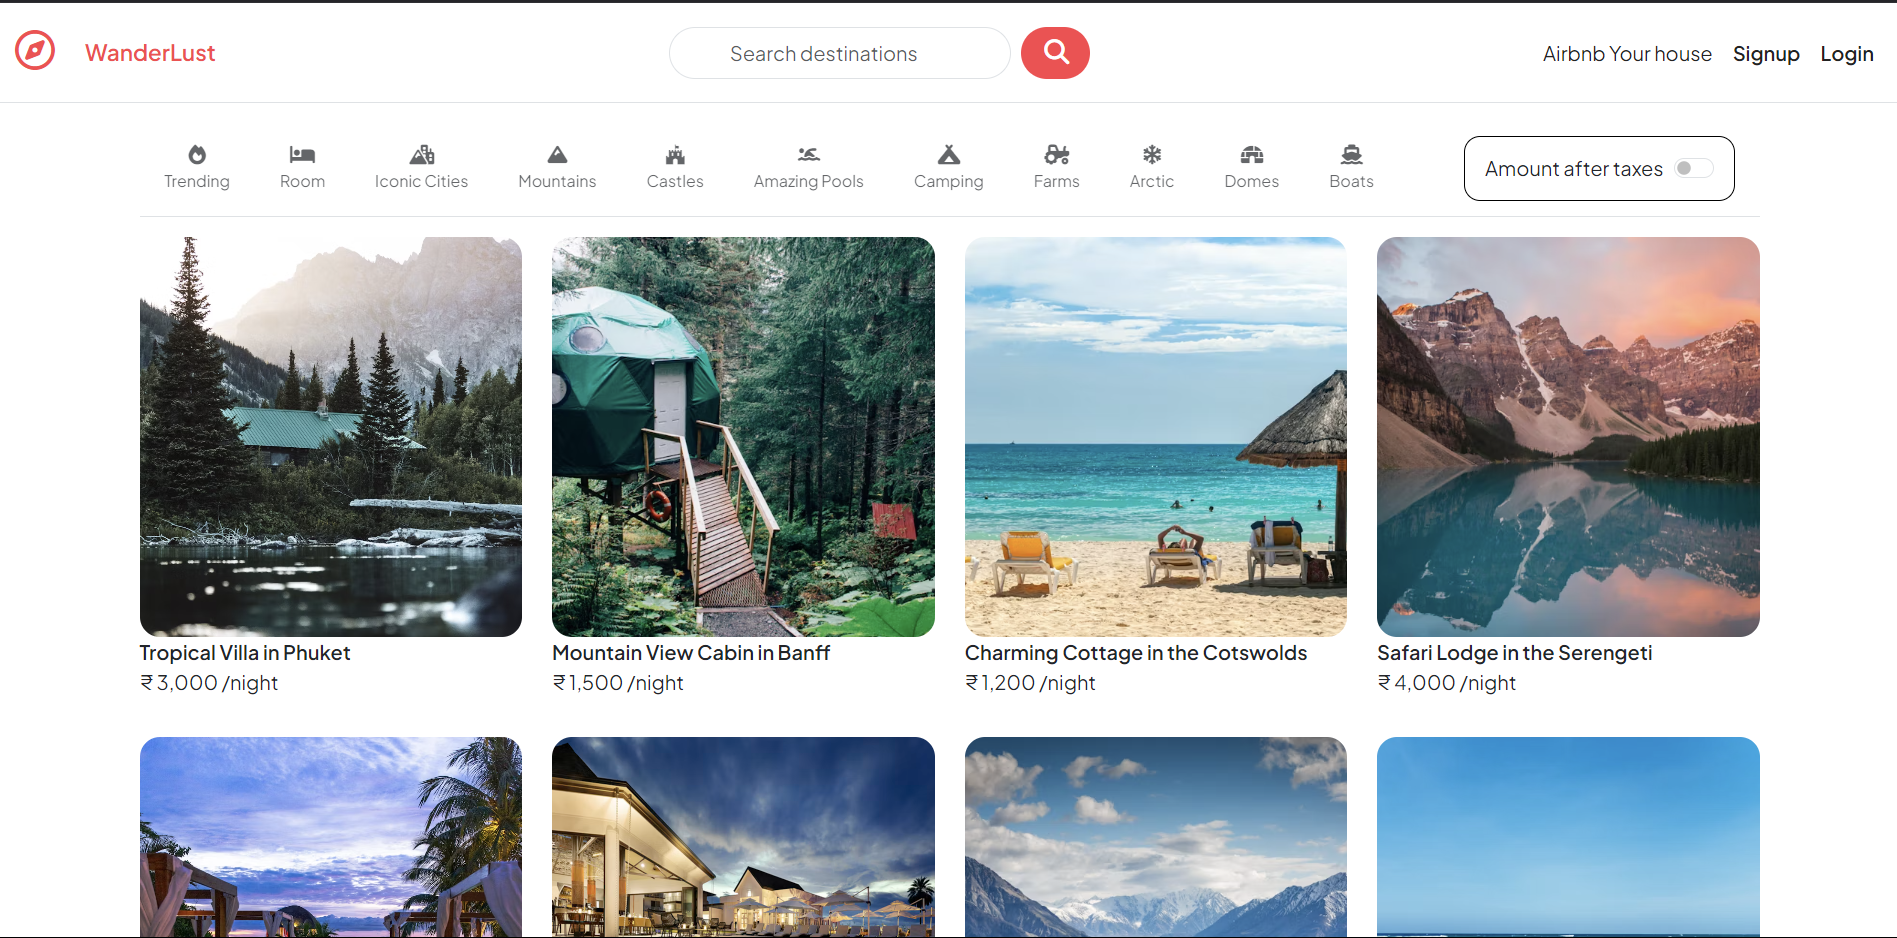 WanderLust
Search destinations
Airbnb Your house
Signup
Login
Trending
Room
Iconic Cities
Mountains
Castles
Amazing Pools
Camping
Farms
Arctic
Domes
Boats
Amount after taxes
Tropical Villa in Phuket
₹ 3,000 /night
Mountain View Cabin in Banff
₹ 1,500 /night
Charming Cottage in the Cotswolds
₹ 1,200 /night
Safari Lodge in the Serengeti
₹ 4,000 /night